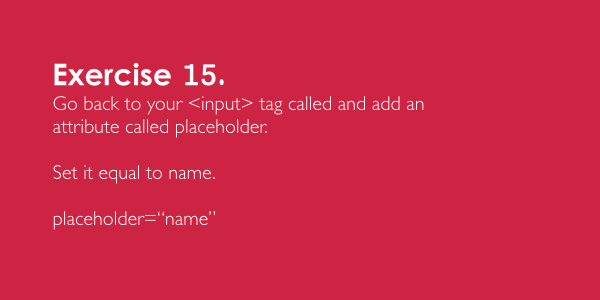 Exercise 15.
Go back to your <input> tag called and add an
attribute called placeholder.
Set it equal to name.
placeholder=“name”